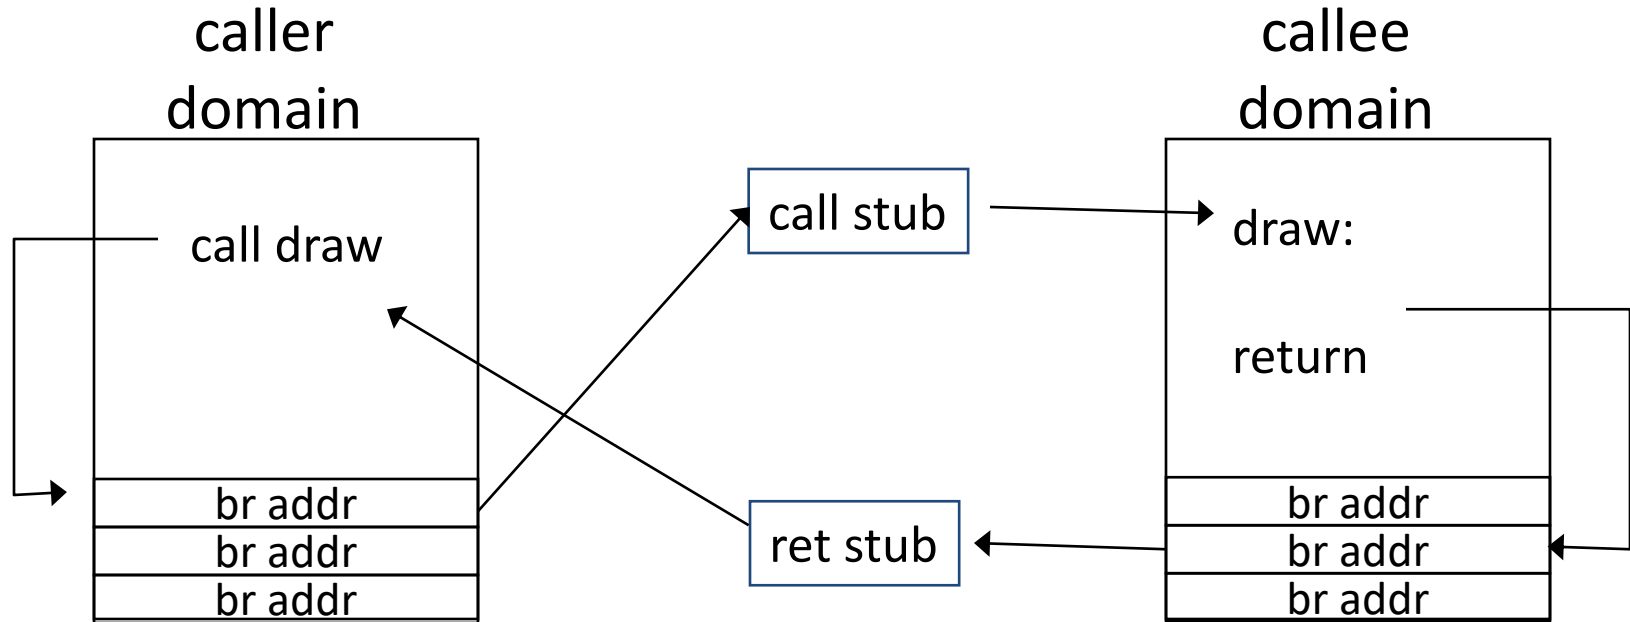 caller
domain
call draw
br addr
br addr
br addr
call stub
ret stub
callee
domain
draw:
return
br addr
br addr
br addr